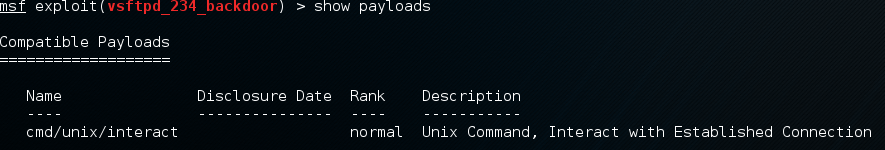 msf exploit(vsftpd_234_backdoor) > show payloads
Compatible Payloads
===================
Name Disclosure Date Rank Description
---- --------------- ---- -----------
cmd/unix/interact normal Unix Command, Interact with Established Connection